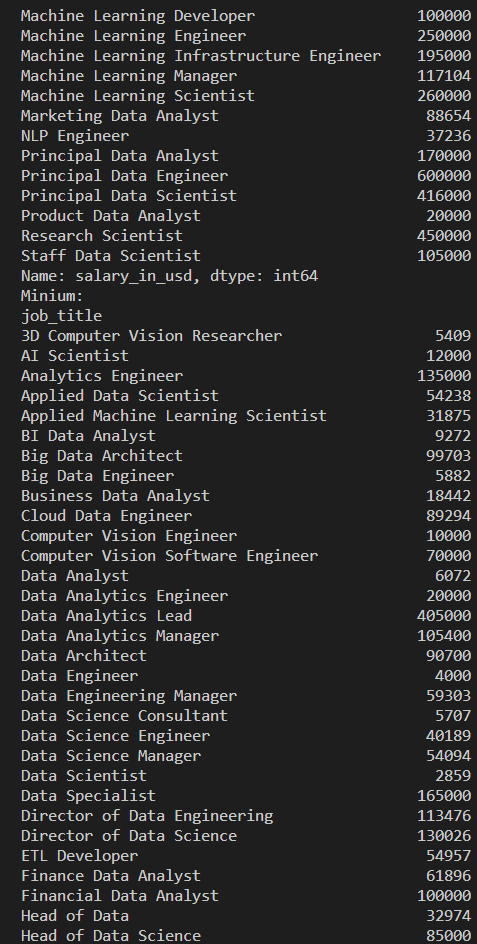 Machine Learning Developer 100000
Machine Learning Engineer 250000
Machine Learning Infrastructure Engineer 195000
Machine Learning Manager 117104
Machine Learning Scientist 260000
Marketing Data Analyst 88654
NLP Engineer 37236
Principal Data Analyst 170000
Principal Data Engineer 600000
Principal Data Scientist 416000
Product Data Analyst 20000
Research Scientist 450000
Staff Data Scientist 105000
Name: salary_in_usd, dtype: int64
Minium:
job_title
3D Computer Vision Researcher 5409
AI Scientist 12000
Analytics Engineer 135000
Applied Data Scientist 54238
Applied Machine Learning Scientist 31875
BI Data Analyst 9272
Big Data Architect 99703
Big Data Engineer 5882
Business Data Analyst 18442
Cloud Data Engineer 89294
Computer Vision Engineer 10000
Computer Vision Software Engineer 70000
Data Analyst 6072
Data Analytics Engineer 20000
Data Analytics Lead 405000
Data Analytics Manager 105400
Data Architect 90700
Data Engineer 4000
Data Engineering Manager 59303
Data Science Consultant 5707
Data Science Engineer 40189
Data Science Manager 54094
Data Scientist 2859
Data Specialist 165000
Director of Data Engineering 113476
Director of Data Science 130026
ETL Developer 54957
Finance Data Analyst 61896
Financial Data Analyst 100000
Head of Data 32974
Head of Data Science 85000